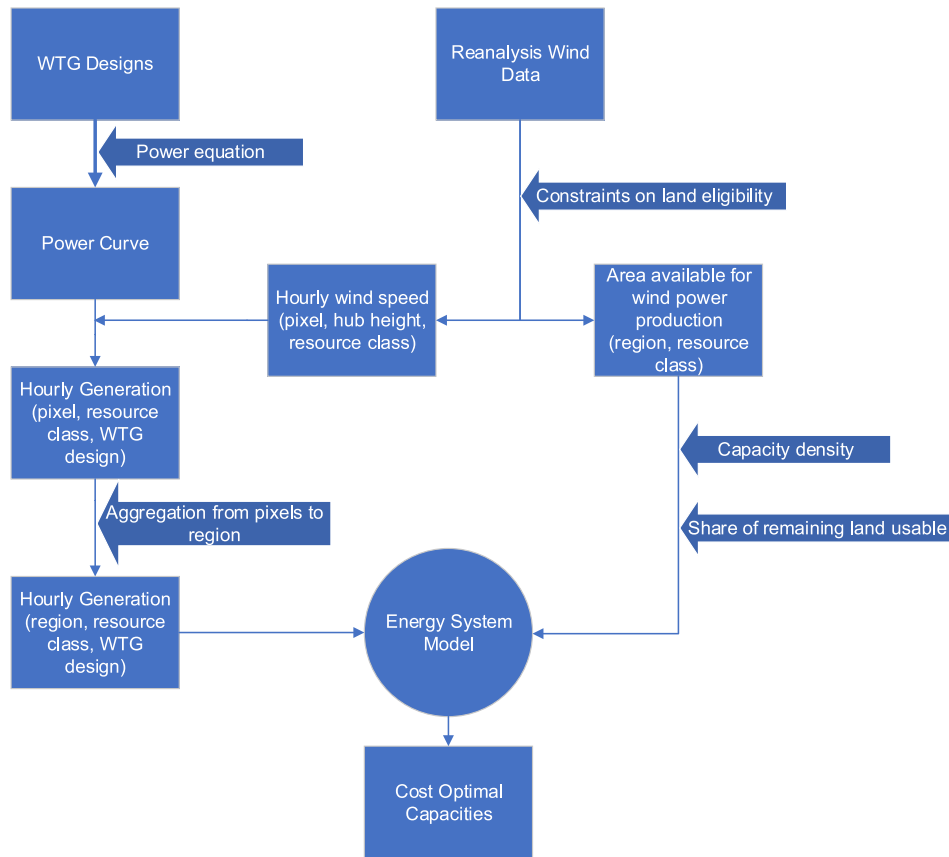 WTG Designs
Reanalysis Wind
Data
Power equation
Constraints on land eligibility
Power Curve
Hourly wind speed
(pixel, hub height,
resource class)
Area available for
wind power
production
(region, resource
class)
Hourly Generation
(pixel, resource
class, WTG
design)
Capacity density
Aggregation from pixels to
region
Share of remaining land usable
Hourly Generation
(region, resource
class, WTG
design)
Energy System
Model
Cost Optimal
Capacities